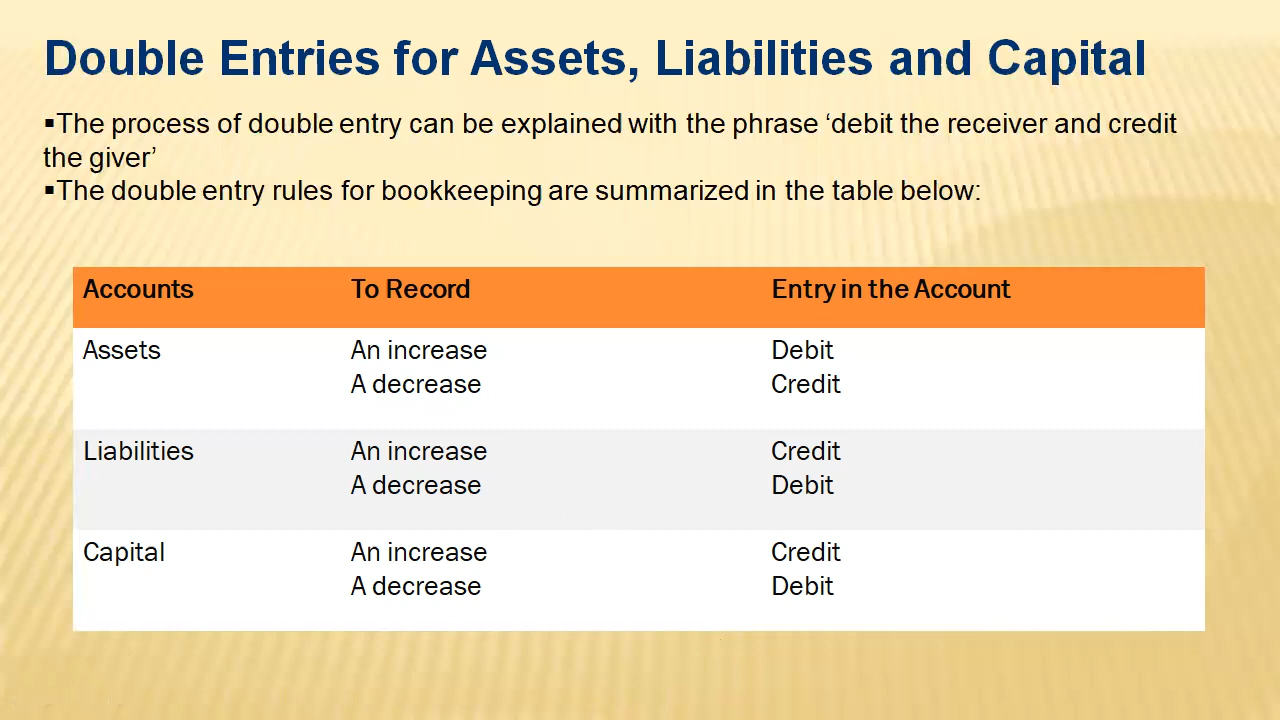 Double Entries for Assets, Liabilities and Capital
▪The process of double entry can be explained with the phrase ‘debit the receiver and credit
the giver’
▪The double entry rules for bookkeeping are summarized in the table below:
Accounts To Record Entry in the Account
Assets An increase Debit
A decrease Credit
Liabilities An increase Credit
A decrease Debit
Capital An increase Credit
A decrease Debit